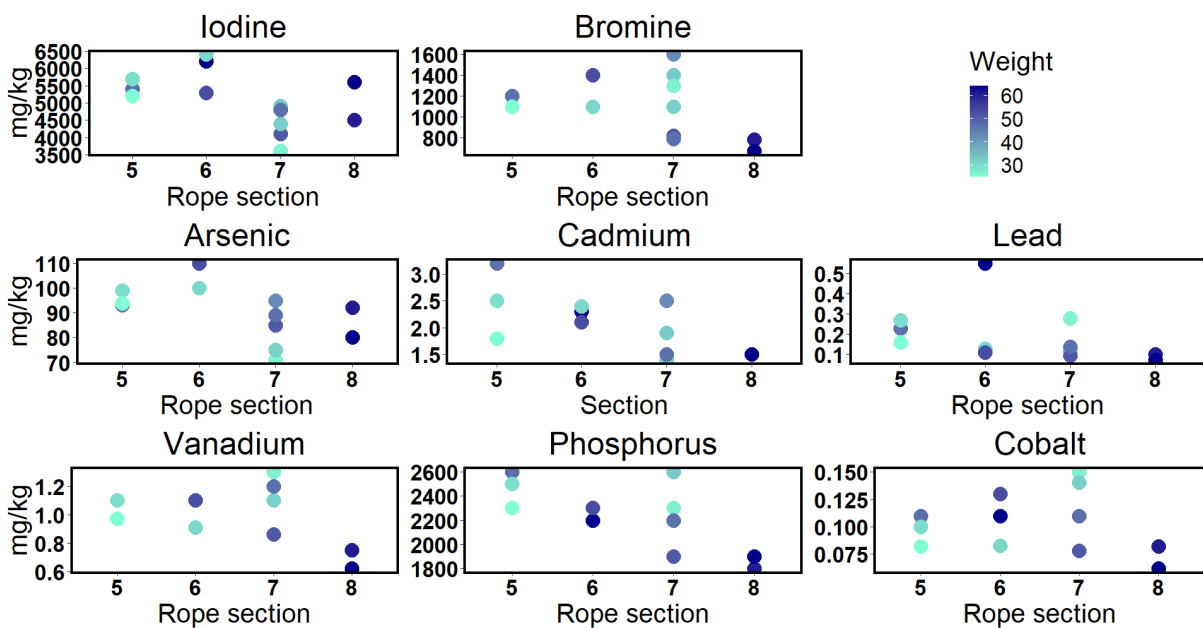 Iodine
6500
6000
5500
5000
4500
4000
3500
mg/kg
5 6 7 8
Rope section
Bromine
1600
1400
1200
1000
800
5 6 7 8
Rope section
Weight
60
50
40
30
Arsenic
110
100
90
80
70
mg/kg
5 6 7 8
Rope section
Cadmium
3.0
2.5
2.0
1.5
5 6 7 8
Section
Lead
0.5
0.4
0.3
0.2
0.1
5 6 7 8
Rope section
Vanadium
1.2
1.0
0.8
0.6
mg/kg
5 6 7 8
Rope section
Phosphorus
2600
2400
2200
2000
1800
5 6 7 8
Rope section
Cobalt
0.150
0.125
0.100
0.075
5 6 7 8
Rope section